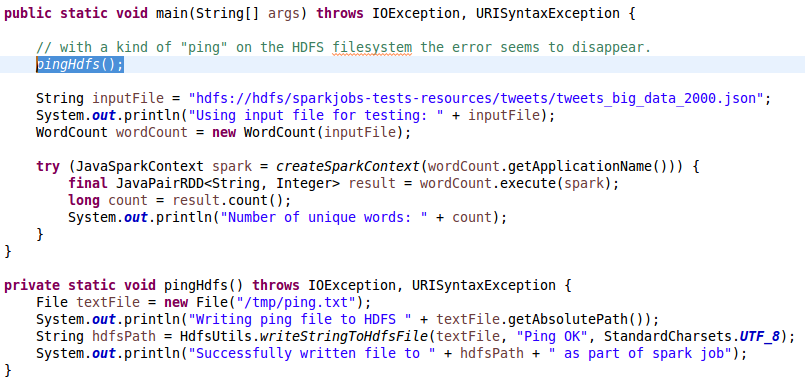 public static void main(String[] args) throws IOException, URISyntaxException {
// with a kind of "ping" on the HDFS filesystem the error seems to disappear.
pingHdfs();
String inputFile = "hdfs://hdfs/sparkjobs-tests-resources/tweets/tweets_big_data_2000.json";
System.out.println("Using input file for testing: " + inputFile);
WordCount wordCount = new WordCount(inputFile);
try (JavaSparkContext spark = createSparkContext(wordCount.getApplicationName())) {
final JavaPairRDD<String, Integer> result = wordCount.execute(spark);
long count = result.count();
System.out.println("Number of unique words: " + count);
}
}
private static void pingHdfs() throws IOException, URISyntaxException {
File textFile = new File("/tmp/ping.txt");
System.out.println("Writing ping file to HDFS " + textFile.getAbsolutePath());
String hdfsPath = HdfsUtils.writeStringToHdfsFile(textFile, "Ping OK", StandardCharsets.UTF_8);
System.out.println("Successfully written file to " + hdfsPath + " as part of spark job");
}